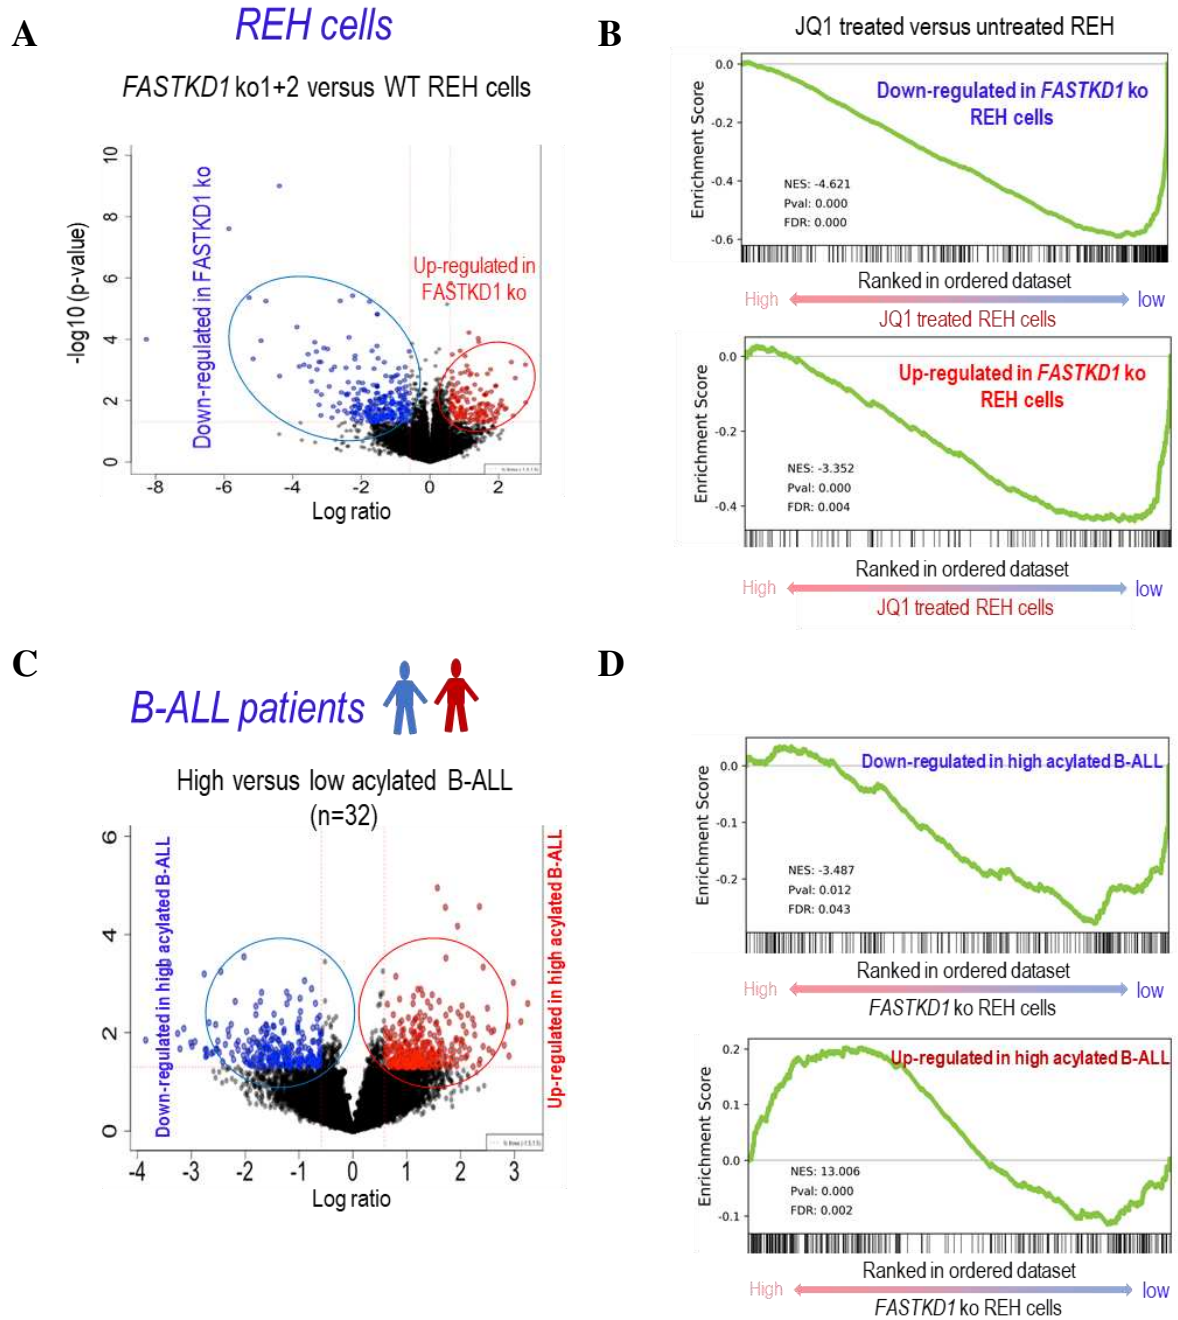 A
REH cells
FASTKD1 ko1+2 versus WT REH cells
-log10 (p-value)
10
8
6
4
2
0
Down-regulated in FASTKD1 ko
Up-regulated in
FASTKD1 ko
-8
-6
-4
-2
0
2
Log ratio
B
JQ1 treated versus untreated REH
Enrichment Score
0.0
-0.2
-0.4
-0.6
Down-regulated in FASTKD1 ko
REH cells
NES: -4.621
Pval: 0.000
FDR: 0.000
Ranked in ordered dataset
High
low
JQ1 treated REH cells
Enrichment Score
0.0
-0.2
-0.4
Up-regulated in FASTKD1 ko
REH cells
NES: -3.352
Pval: 0.000
FDR: 0.004
Ranked in ordered dataset
High
low
JQ1 treated REH cells
C
B-ALL patients
High versus low acylated B-ALL
(n=32)
6
4
2
0
Down-regulated in high acylated B-ALL
Up-regulated in high acylated B-ALL
-4
-3
-2
-1
0
1
2
3
Log ratio
D
Enrichment Score
0.0
-0.1
-0.2
Down-regulated in high acylated B-ALL
NES: -3.487
Pval: 0.012
FDR: 0.043
Ranked in ordered dataset
High
low
FASTKD1 ko REH cells
Enrichment Score
0.2
0.1
0.0
-0.1
Up-regulated in high acylated B-ALL
NES: 13.006
Pval: 0.000
FDR: 0.002
Ranked in ordered dataset
High
low
FASTKD1 ko REH cells